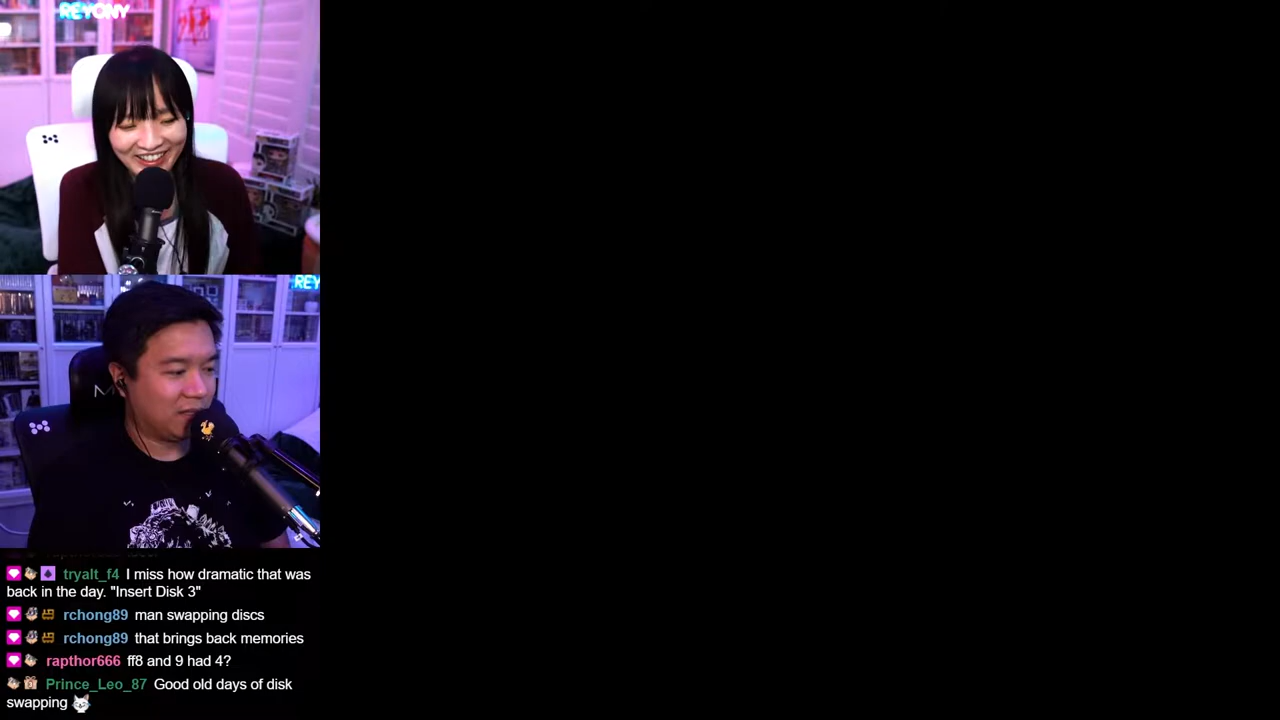 REYONY
REY
tryalt_f4 I miss how dramatic that was
back in the day. "Insert Disk 3"
rchong89 man swapping discs
rchong89 that brings back memories
rapthor666 ff8 and 9 had 4?
Prince_Leo_87 Good old days of disk
swapping